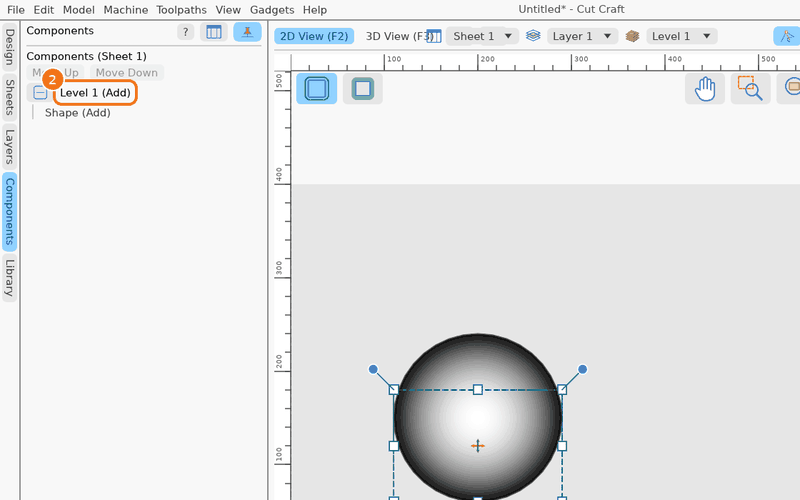 File Edit Model Machine Toolpaths View Gadgets Help Untitled* - Cut Craft
Components ?
2D View (F2) 3D View (F3) Sheet 1 Layer 1 Level 1
Components (Sheet 1)
Up Move Down
2
Level 1 (Add)
Shape (Add)
Design
Sheets
Layers
Components
Library
100 200 300 400 500
500
400
300
200
100